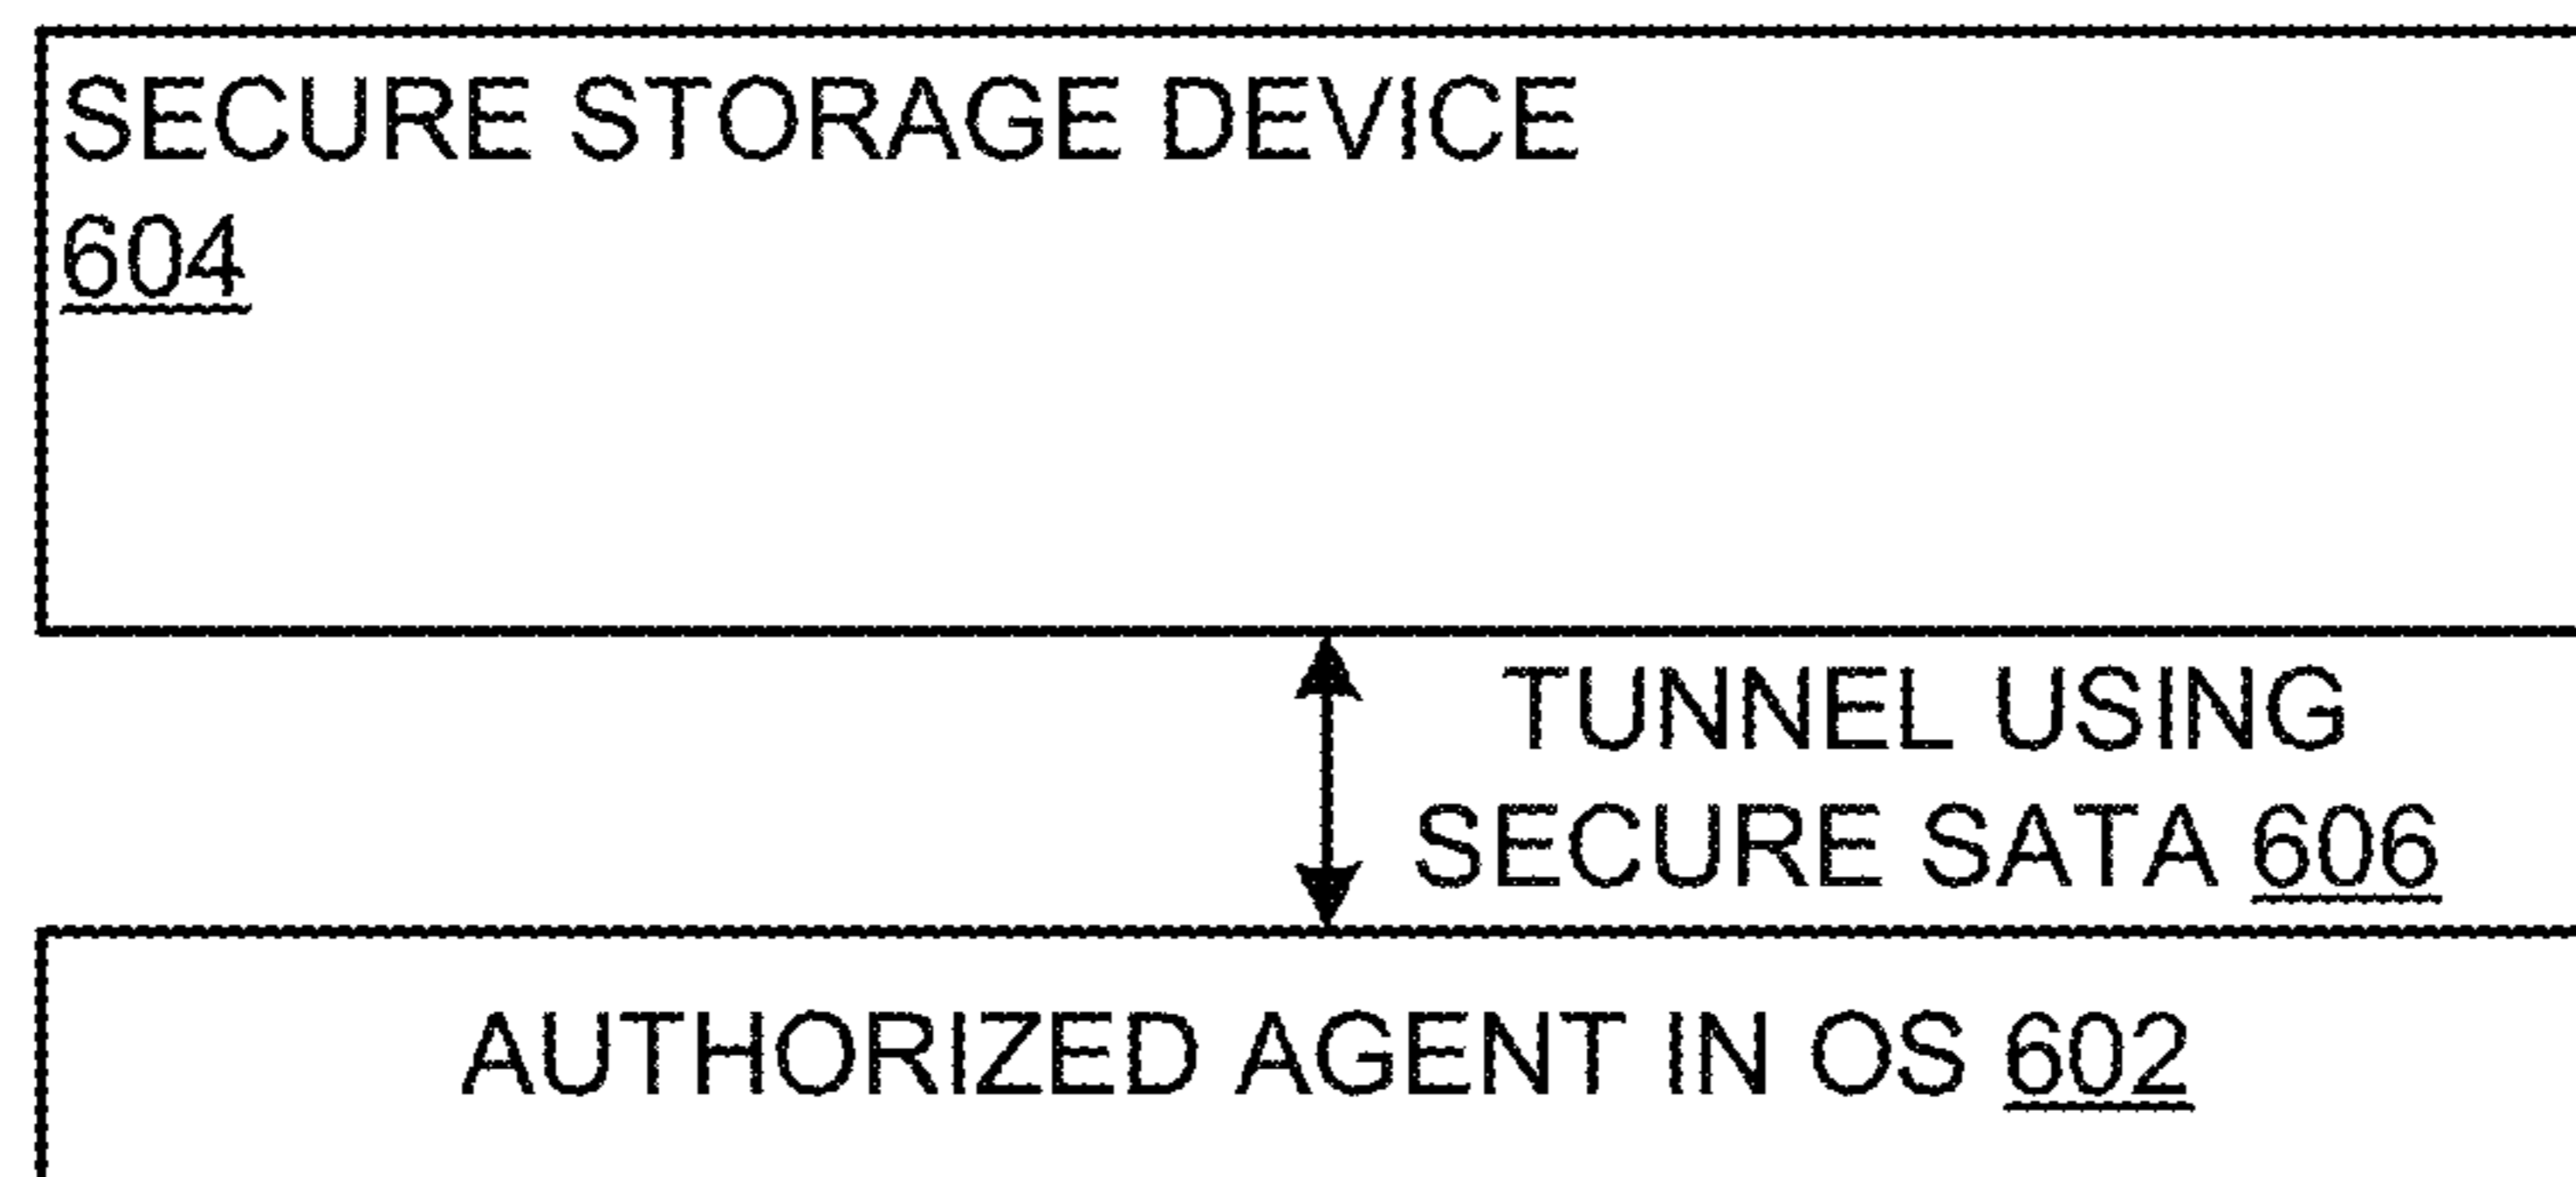 SECURE STORAGE DEVICE
604
TUNNEL USING
SECURE SATA 606
AUTHORIZED AGENT IN OS 602